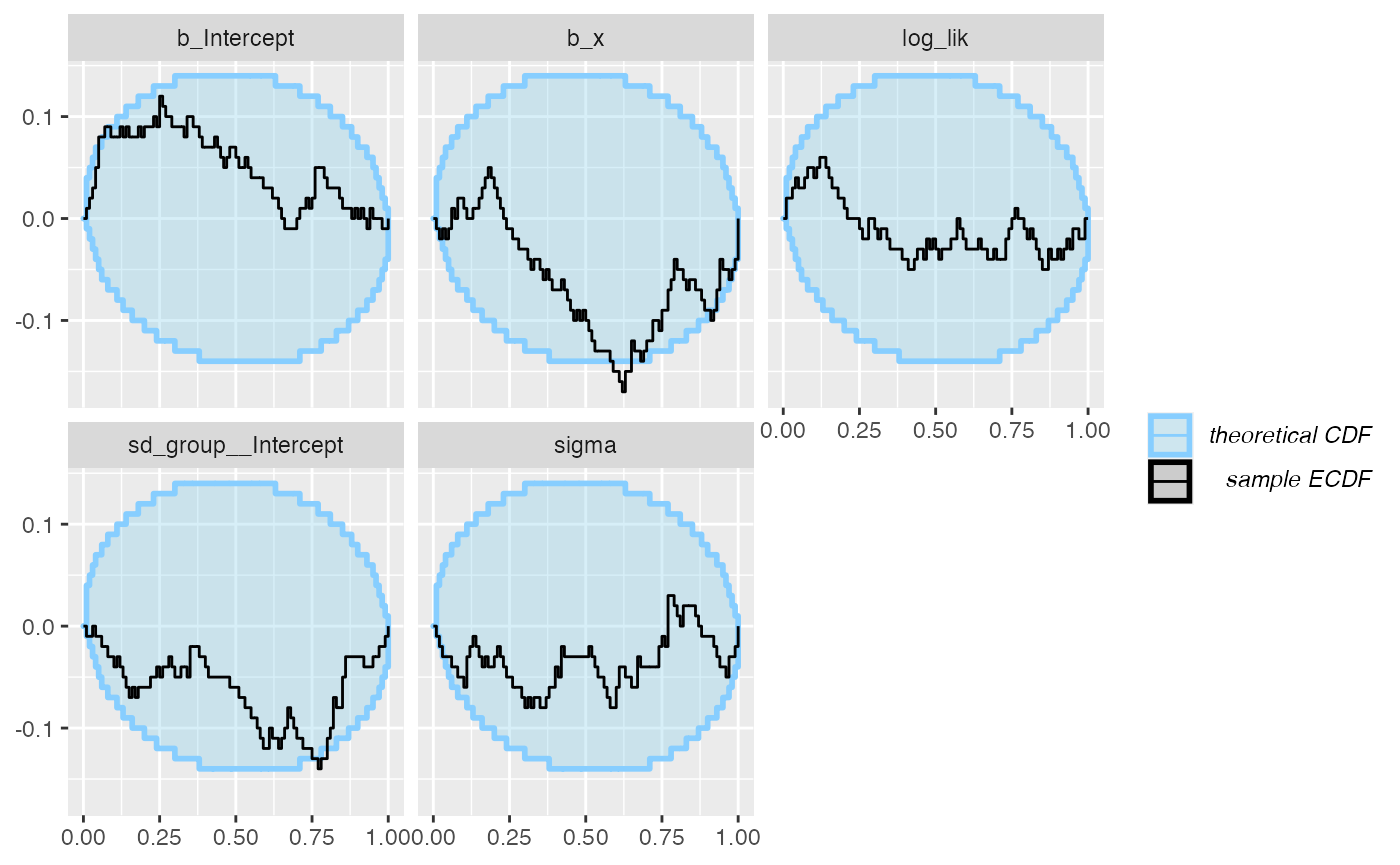 b_Intercept
b_x
log_lik
0.1
0.0
-0.1
0.00 0.25 0.50 0.75 1.00
theoretical CDF
sample ECDF
sd_group__Intercept
sigma
0.1
0.0
-0.1
0.00 0.25 0.50 0.75 1.00
0.00 0.25 0.50 0.75 1.00